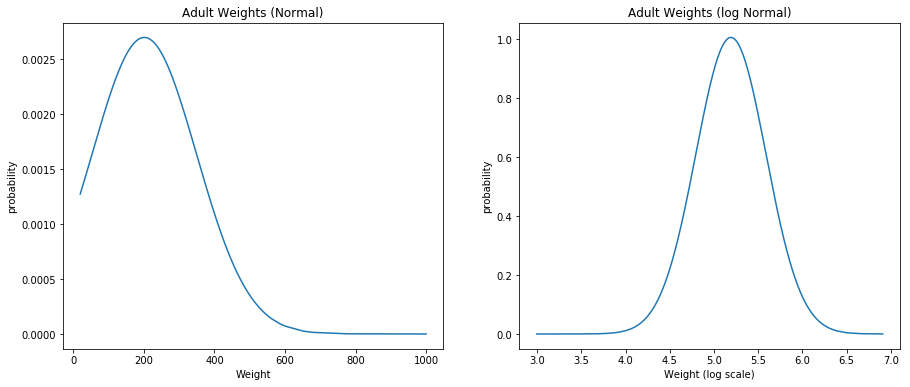 Adult Weights (Normal)
probability
0.0025
0.0020
0.0015
0.0010
0.0005
0.0000
0 200 400 600 800 1000
Weight
Adult Weights (log Normal)
probability
1.0
0.8
0.6
0.4
0.2
0.0
3.0 3.5 4.0 4.5 5.0 5.5 6.0 6.5 7.0
Weight (log scale)